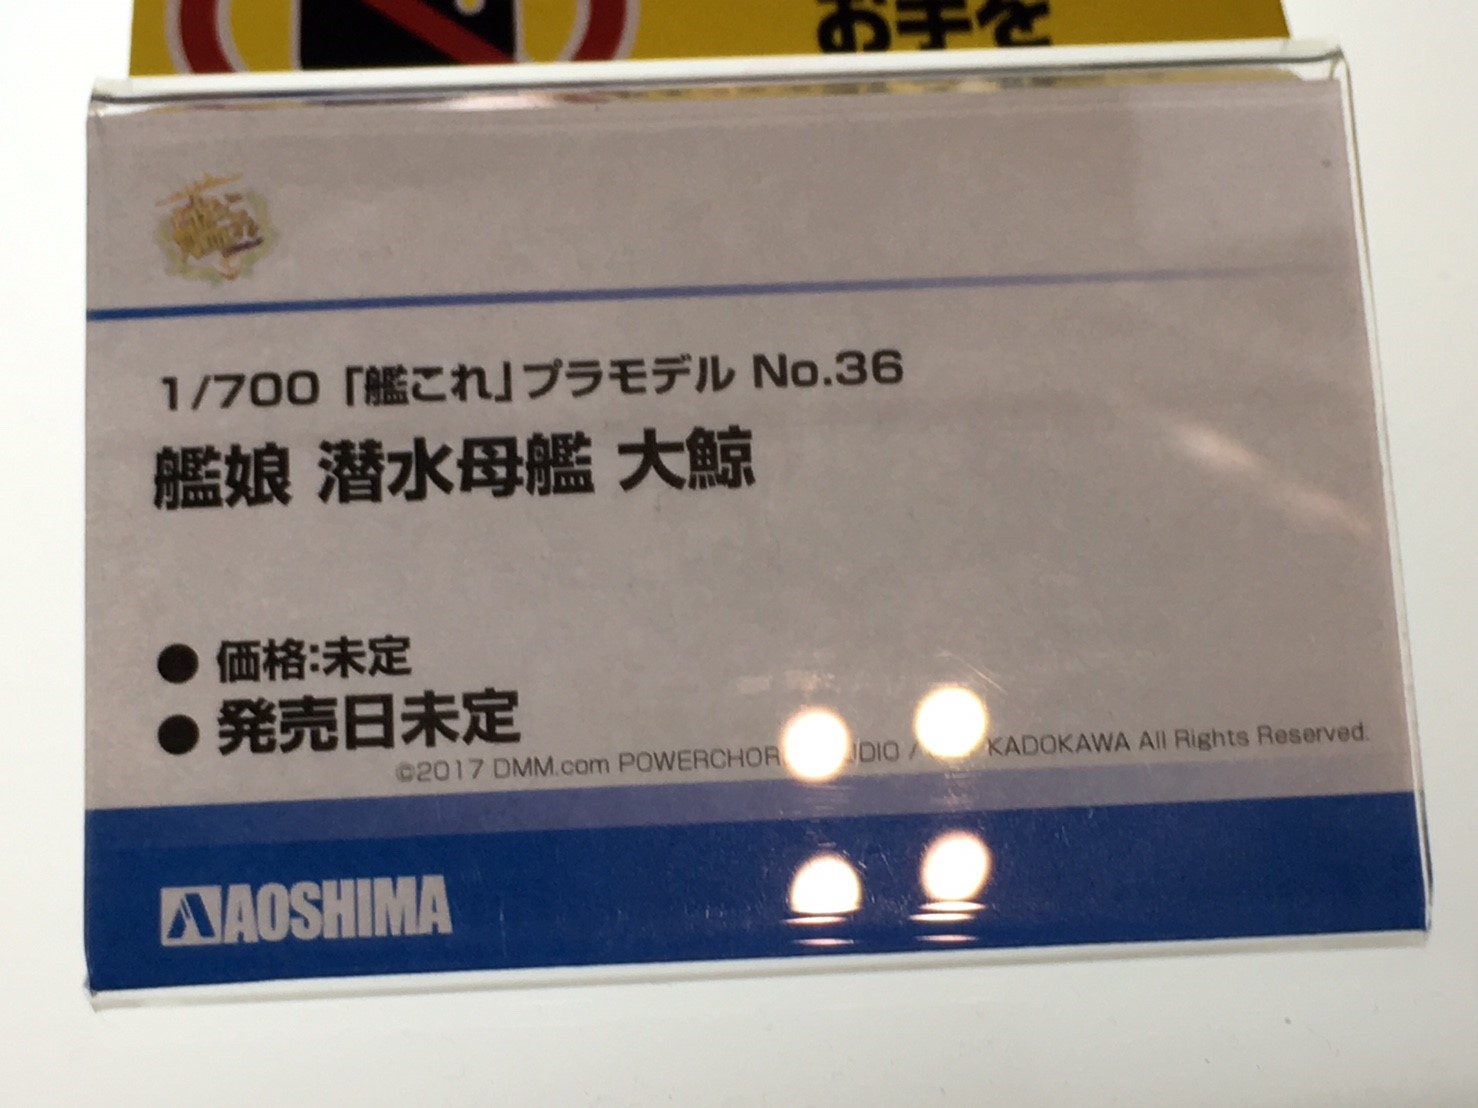 お手を
1/700 「艦これ」プラモデル No.36
艦娘 潜水母艦 大鯨
● 価格:未定
● 発売日未定
©2017 DMM.com POWERCHOR UDIO / KADOKAWA All Rights Reserved.
AOSHIMA